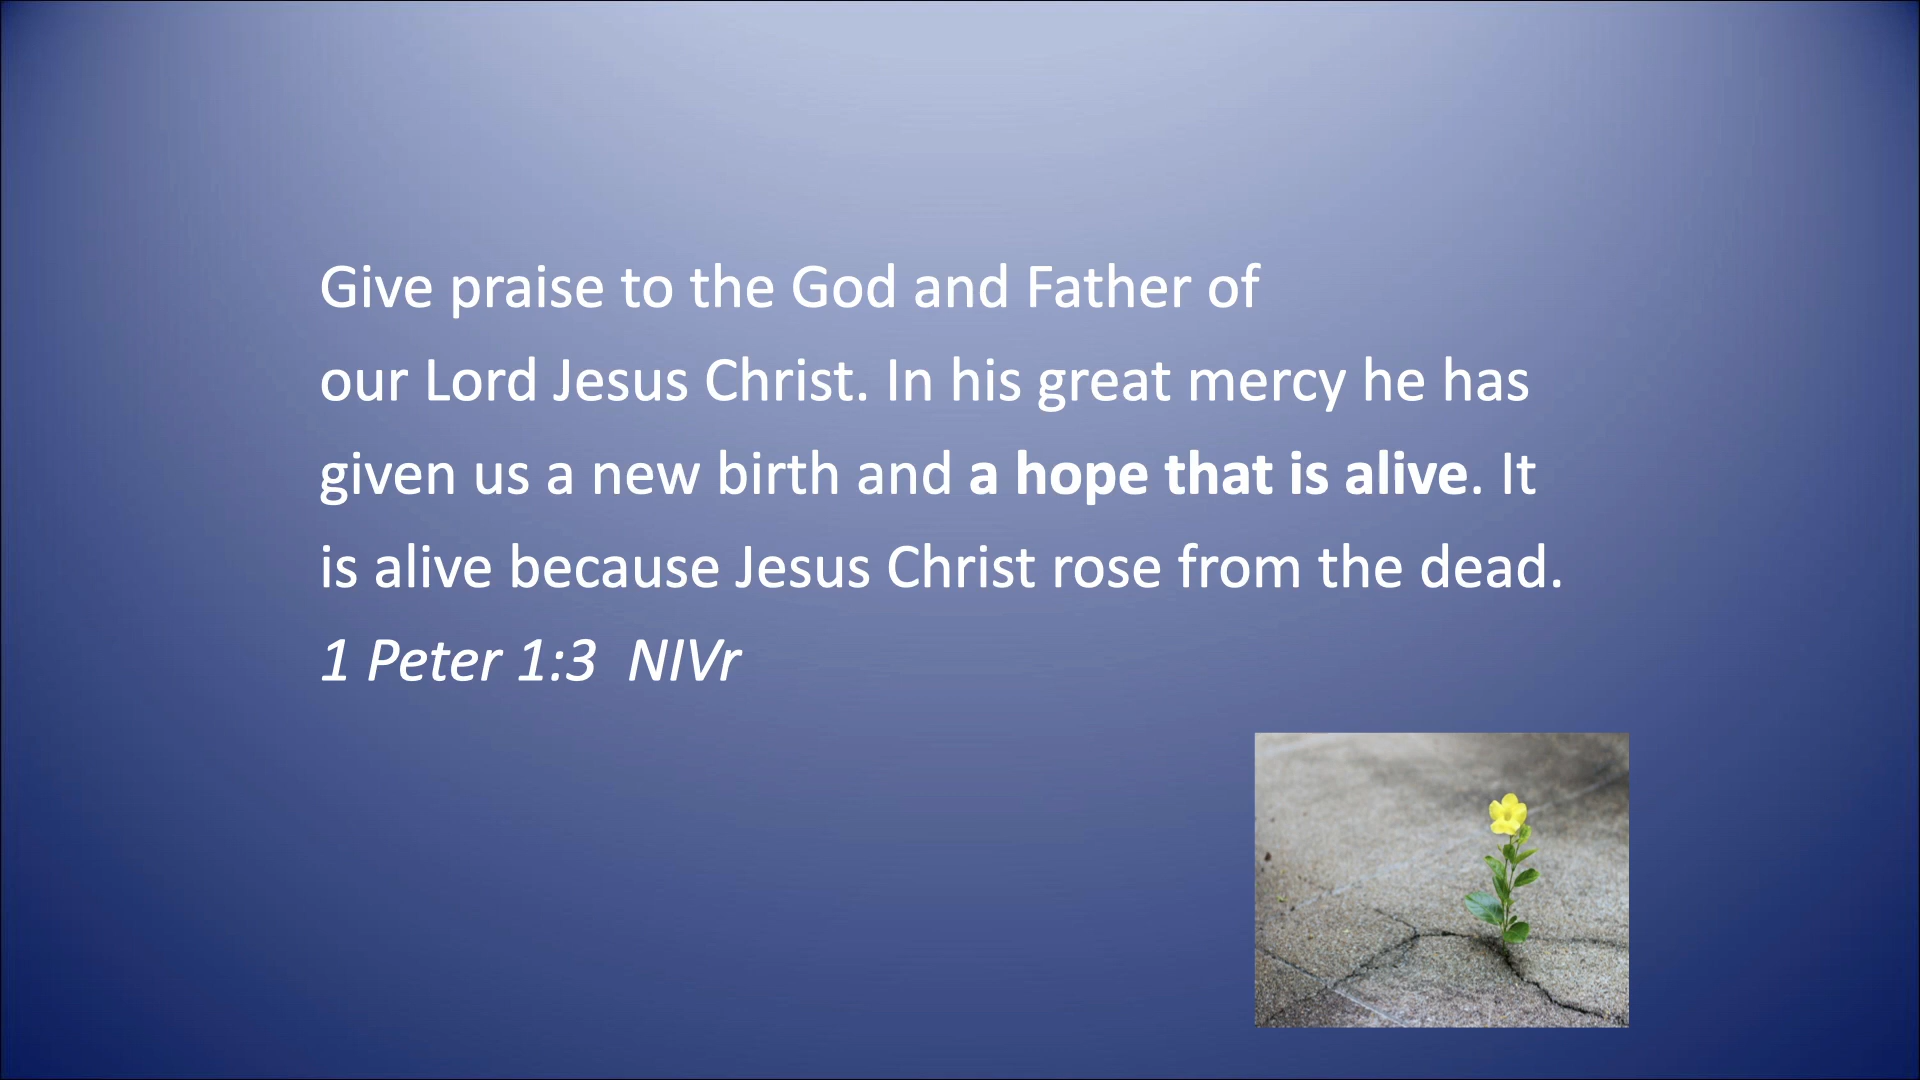 Give praise to the God and Father of
our Lord Jesus Christ. In his great mercy he has
given us a new birth and a hope that is alive. It
is alive because Jesus Christ rose from the dead.
1 Peter 1:3  NIVr